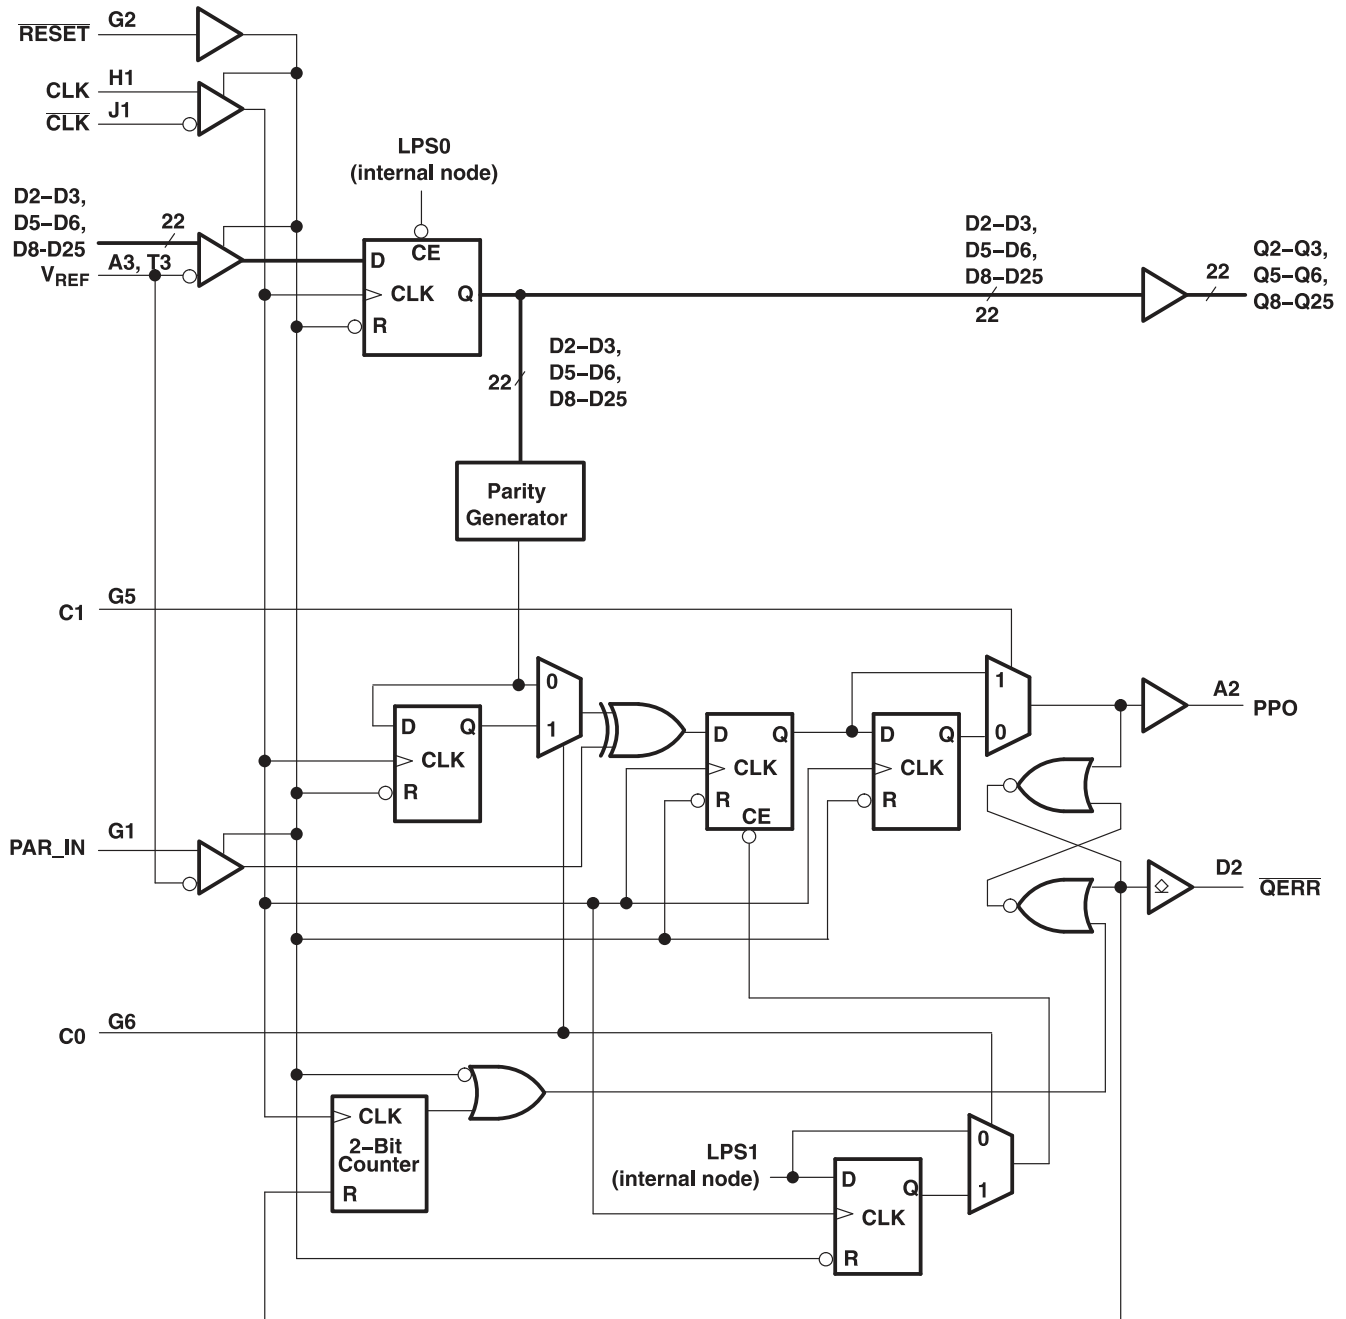 RESET G2
CLK H1
CLK J1
LPS0
(internal node)
D2–D3,
D5–D6,
D8-D25
22
VREF A3, T3
D CE
CLK Q
R
D2–D3,
D5–D6,
D8–D25
22
22
Q2–Q3,
Q5–Q6,
Q8–Q25
22
D2–D3,
D5–D6,
D8–D25
Parity
Generator
C1 G5
0
1
D Q
CLK
R
D Q
CLK
R
CE
D Q
CLK
R
1
0
A2
PPO
PAR_IN G1
D2
QERR
C0 G6
CLK
2–Bit
Counter
R
LPS1
(internal node)
D Q
CLK
R
0
1